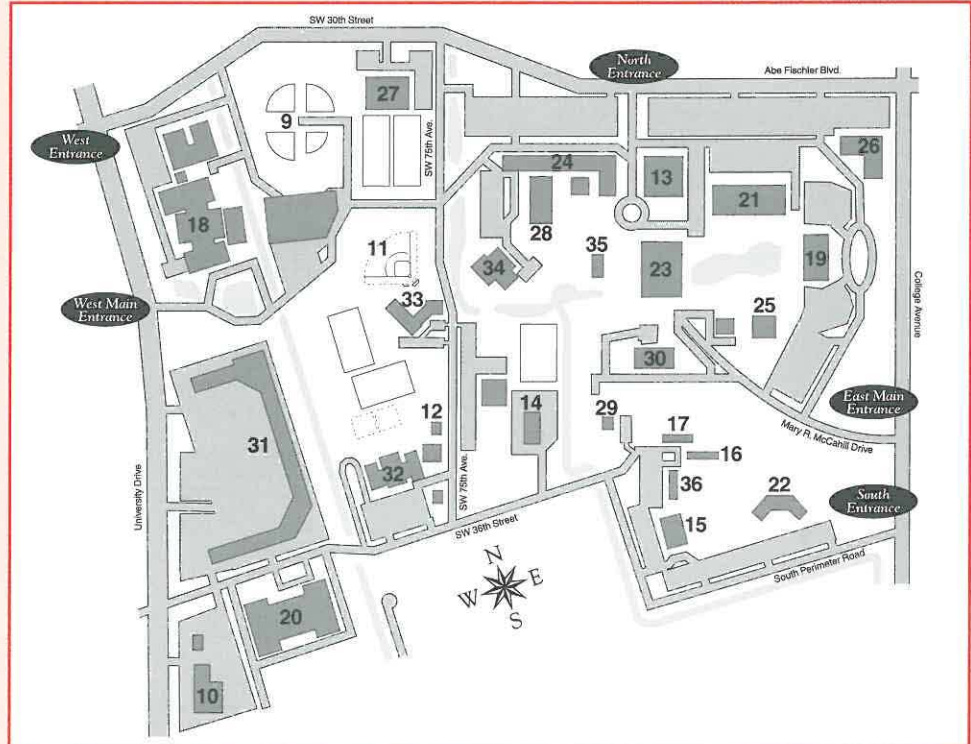 SW 30th Street
North
Entrance
Abe Fischler Blvd.
27
9
SW 75th Ave.
West
Entrance
26
24
13
21
18
28
11
35
34
23
19
33
West Main
Entrance
College Avenue
25
30
31
12
14
29
East Main
Entrance
Mary R. McCahill Drive
17
16
32
36
22
University Drive
SW 75th Ave.
South
Entrance
15
SW 36th Street
South Perimeter Road
N
W
E
S
20
10